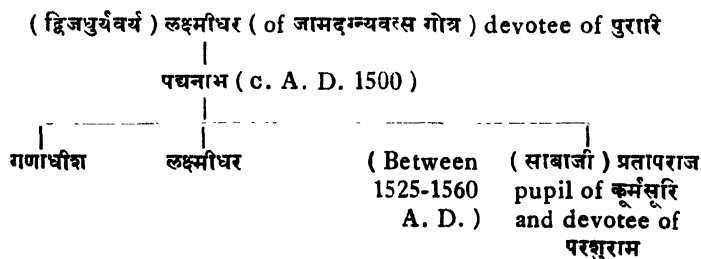 ( द्विजधुर्यवर्य ) लक्ष्मीधर ( of जामदग्न्यवत्स गोत्र ) devotee of पुरारि
पद्मनाभ ( c. A. D. 1500 )
गणाधीश लक्ष्मीधर ( Between ( साबाजी ) प्रतापराज
1525-1560 pupil of कूर्मसूरि
A. D. ) and devotee of
परशुराम